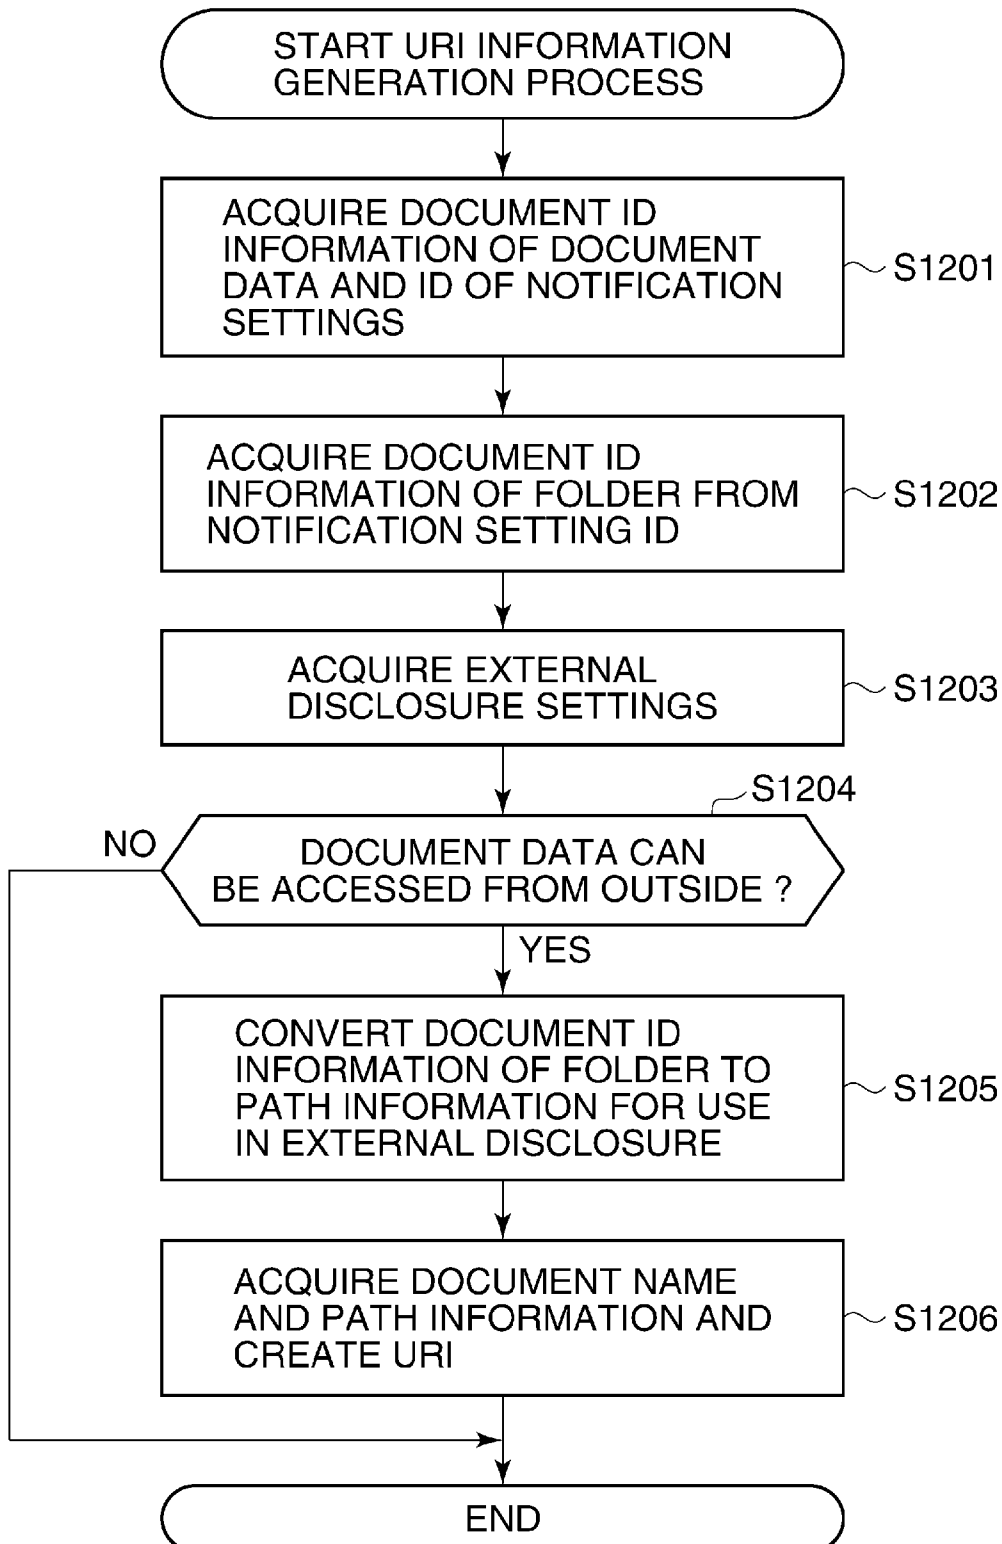 START URI INFORMATION
GENERATION PROCESS
ACQUIRE DOCUMENT ID
INFORMATION OF DOCUMENT
DATA AND ID OF NOTIFICATION
SETTINGS
S1201
ACQUIRE DOCUMENT ID
INFORMATION OF FOLDER FROM
NOTIFICATION SETTING ID
S1202
ACQUIRE EXTERNAL
DISCLOSURE SETTINGS
S1203
S1204
NO
DOCUMENT DATA CAN
BE ACCESSED FROM OUTSIDE ?
YES
CONVERT DOCUMENT ID
INFORMATION OF FOLDER TO
PATH INFORMATION FOR USE
IN EXTERNAL DISCLOSURE
S1205
ACQUIRE DOCUMENT NAME
AND PATH INFORMATION AND
CREATE URI
S1206
END